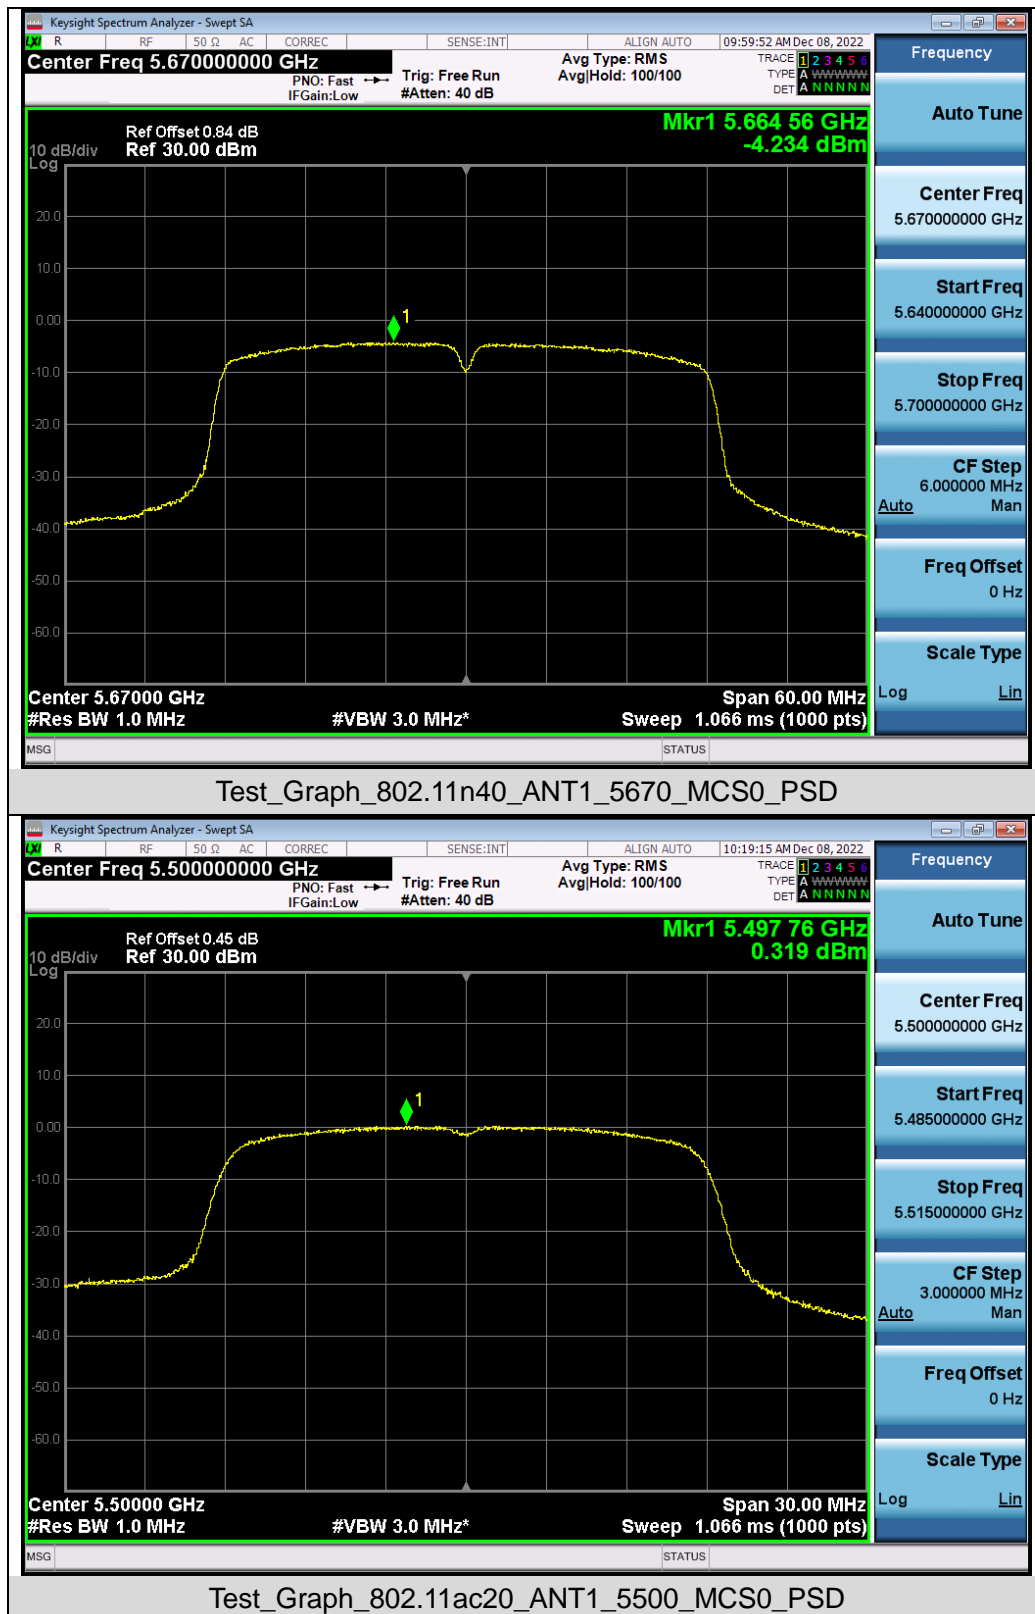 Keysight Spectrum Analyzer - Swept SA
LXI R RF 50 Ω AC CORREC SENSE:INT ALIGN AUTO 09:59:52 AM Dec 08, 2022
Center Freq 5.670000000 GHz
PNO: Fast
IFGain:Low
Trig: Free Run
#Atten: 40 dB
Avg Type: RMS
Avg|Hold: 100/100
TRACE 1 2 3 4 5 6
TYPE A WWWWW
DET A N N N N N
Frequency
Mkr1 5.664 56 GHz
-4.234 dBm
Ref Offset 0.84 dB
10 dB/div Ref 30.00 dBm
Log
20.0
10.0
0.00
-10.0
-20.0
-30.0
-40.0
-50.0
-60.0
1
Center 5.67000 GHz Span 60.00 MHz
#Res BW 1.0 MHz #VBW 3.0 MHz* Sweep 1.066 ms (1000 pts)
MSG STATUS
Auto Tune
Center Freq
5.670000000 GHz
Start Freq
5.640000000 GHz
Stop Freq
5.700000000 GHz
CF Step
6.000000 MHz
Auto Man
Freq Offset
0 Hz
Scale Type
Log Lin
Test_Graph_802.11n40_ANT1_5670_MCS0_PSD
Keysight Spectrum Analyzer - Swept SA
LXI R RF 50 Ω AC CORREC SENSE:INT ALIGN AUTO 10:19:15 AM Dec 08, 2022
Center Freq 5.500000000 GHz
PNO: Fast
IFGain:Low
Trig: Free Run
#Atten: 40 dB
Avg Type: RMS
Avg|Hold: 100/100
TRACE 1 2 3 4 5 6
TYPE A WWWWW
DET A N N N N N
Frequency
Mkr1 5.497 76 GHz
0.319 dBm
Ref Offset 0.45 dB
10 dB/div Ref 30.00 dBm
Log
20.0
10.0
0.00
-10.0
-20.0
-30.0
-40.0
-50.0
-60.0
1
Center 5.50000 GHz Span 30.00 MHz
#Res BW 1.0 MHz #VBW 3.0 MHz* Sweep 1.066 ms (1000 pts)
MSG STATUS
Auto Tune
Center Freq
5.500000000 GHz
Start Freq
5.485000000 GHz
Stop Freq
5.515000000 GHz
CF Step
3.000000 MHz
Auto Man
Freq Offset
0 Hz
Scale Type
Log Lin
Test_Graph_802.11ac20_ANT1_5500_MCS0_PSD